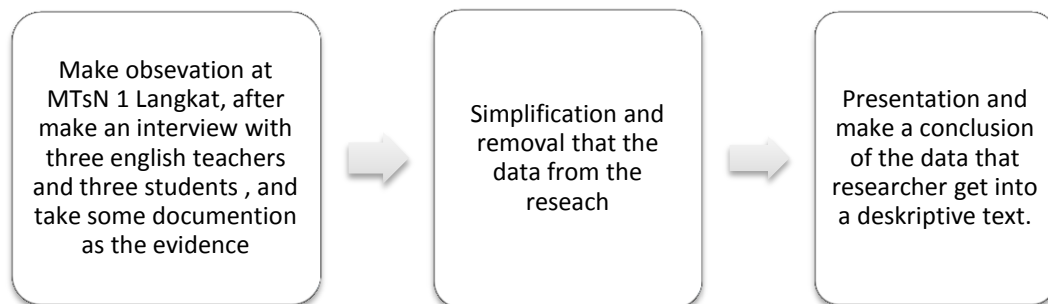 Make obsevation at
MTsN 1 Langkat, after
make an interview with
three english teachers
and three students , and
take some documention
as the evidence
Simplification and
removal that the
data from the
reseach
Presentation and
make a conclusion
of the data that
researcher get into
a deskriptive text.